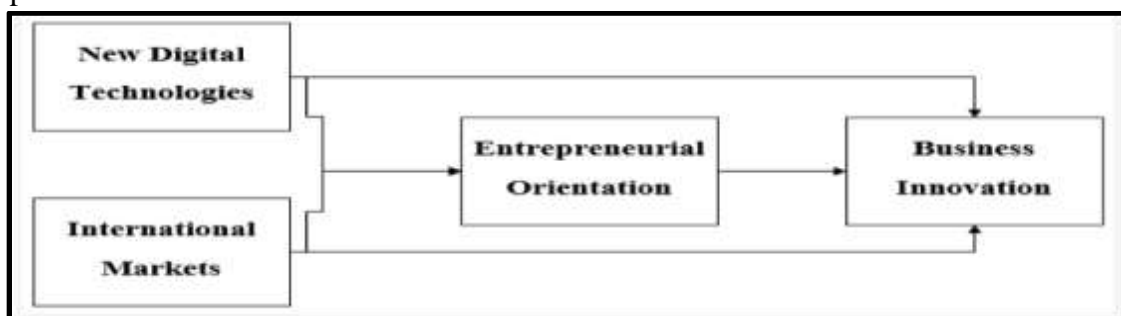 New Digital
Technologies
Entrepreneurial
Orientation
Business
Innovation
International
Markets